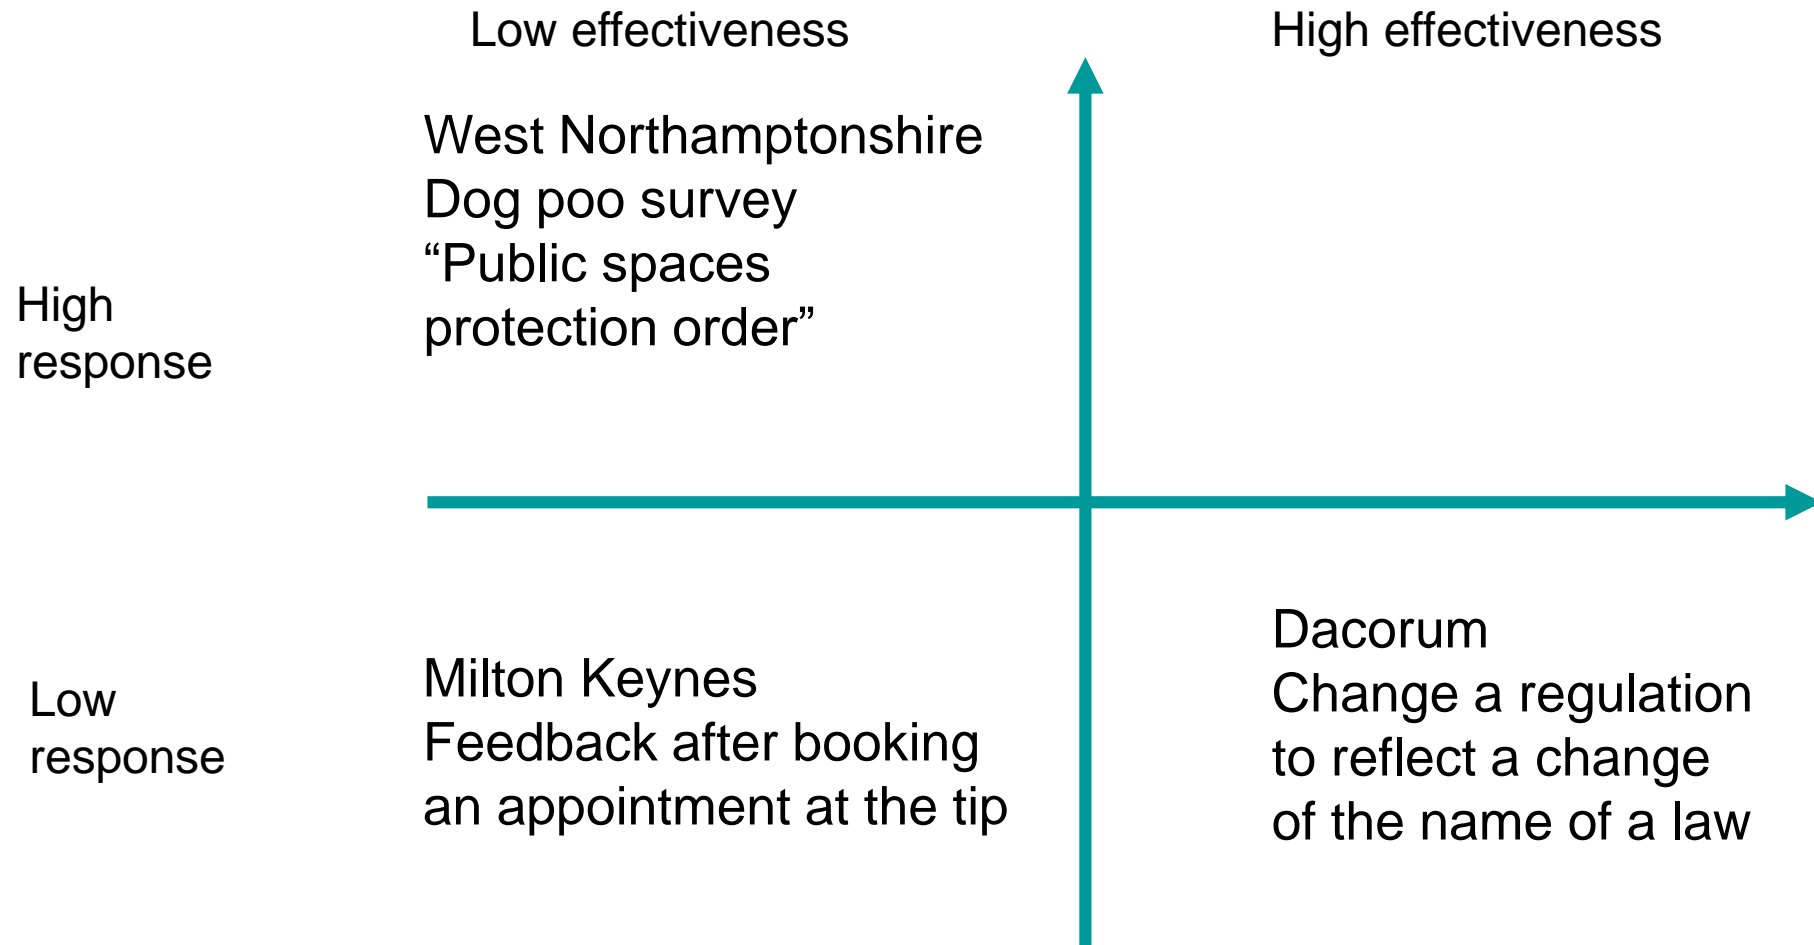 Low effectiveness
High effectiveness
West Northamptonshire
Dog poo survey
“Public spaces
protection order”
High
response
Low
response
Milton Keynes
Feedback after booking
an appointment at the tip
Dacorum
Change a regulation
to reflect a change
of the name of a law